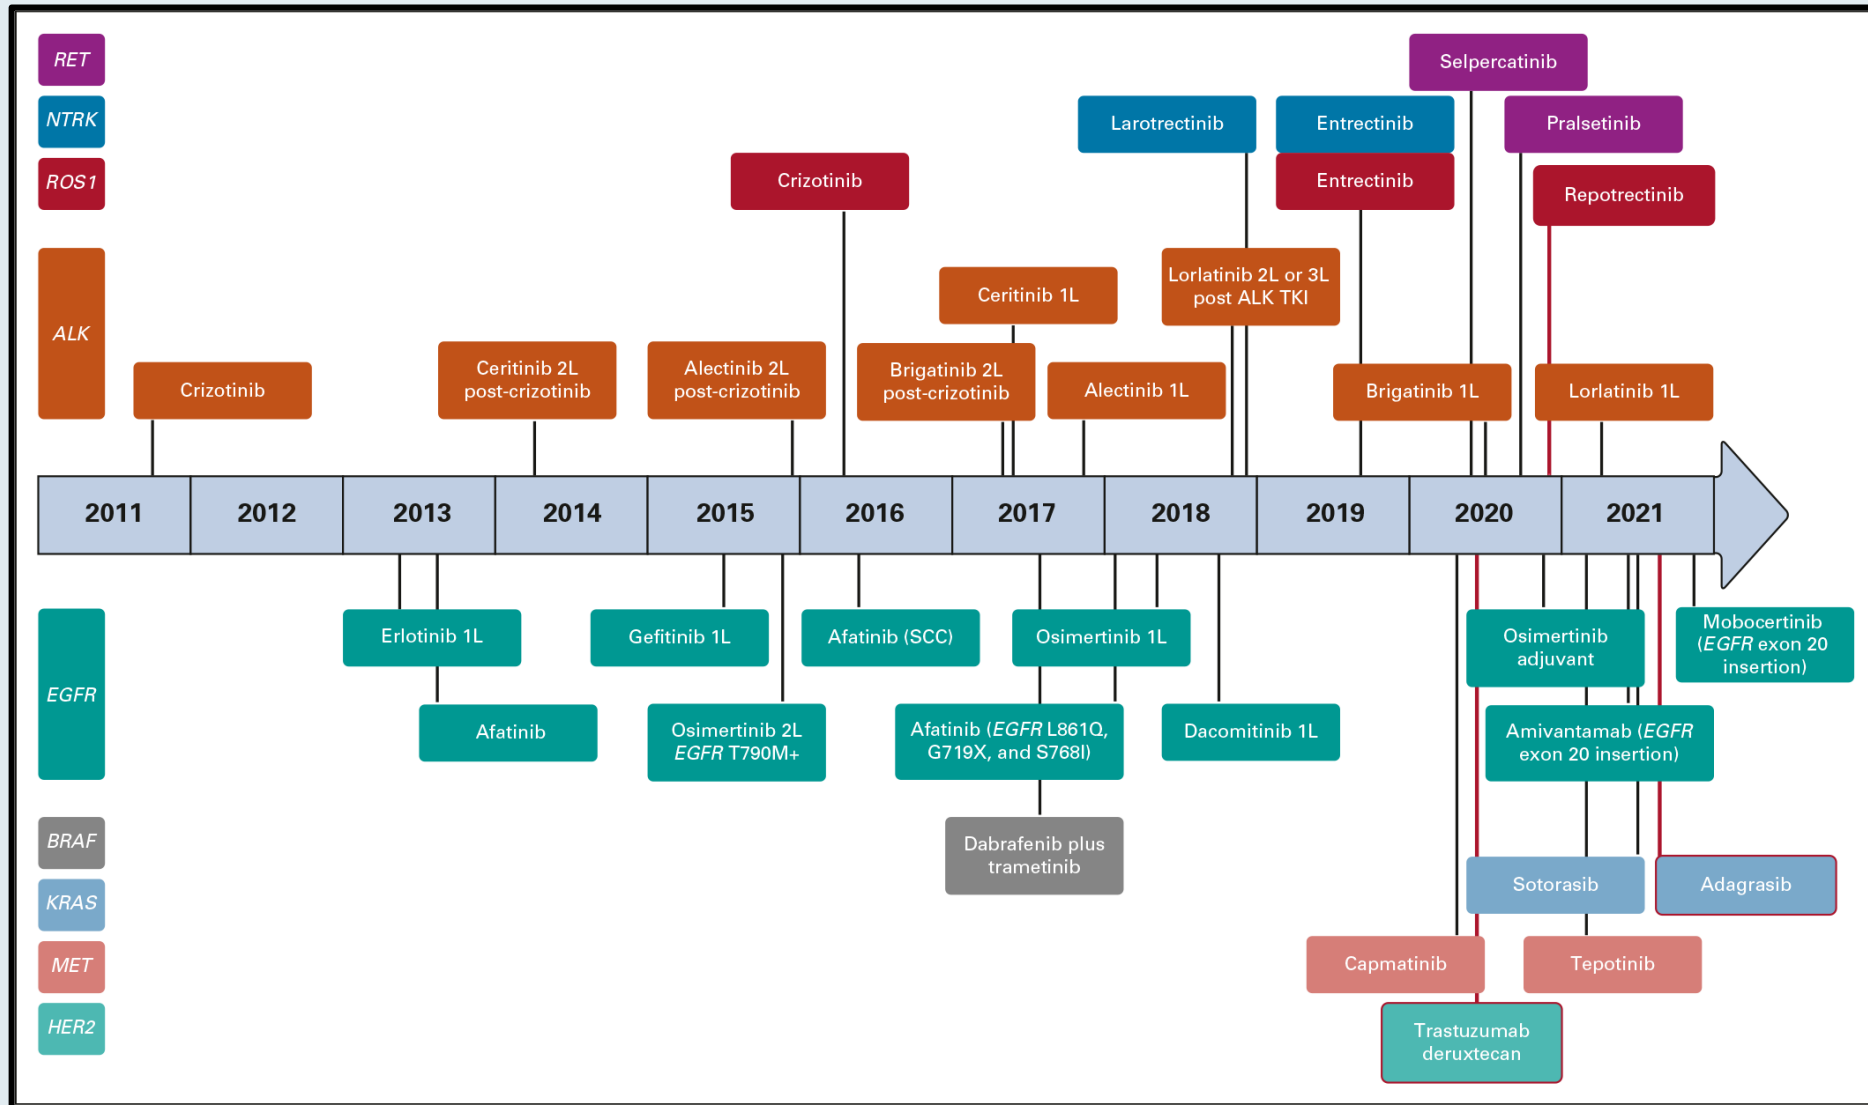 RET
Selpercatinib
NTRK
Larotrectinib
Entrectinib
Pralsetinib
ROS1
Crizotinib
Entrectinib
Repotrectinib
ALK
Crizotinib
Ceritinib 2L
post-crizotinib
Alectinib 2L
post-crizotinib
Brigatinib 2L
post-crizotinib
Ceritinib 1L
Alectinib 1L
Lorlatinib 2L or 3L
post ALK TKI
Brigatinib 1L
Lorlatinib 1L
2011
2012
2013
2014
2015
2016
2017
2018
2019
2020
2021
EGFR
Erlotinib 1L
Afatinib
Gefitinib 1L
Osimertinib 2L
EGFR T790M+
Afatinib (SCC)
Osimertinib 1L
Afatinib (EGFR L861Q,
G719X, and S768I)
Dacomitinib 1L
Osimertinib
adjuvant
Amivantamab (EGFR
exon 20 insertion)
Mobocertinib
(EGFR exon 20
insertion)
BRAF
Dabrafenib plus
trametinib
KRAS
Sotorasib
Adagrasib
MET
Capmatinib
Tepotinib
HER2
Trastuzumab
deruxtecan